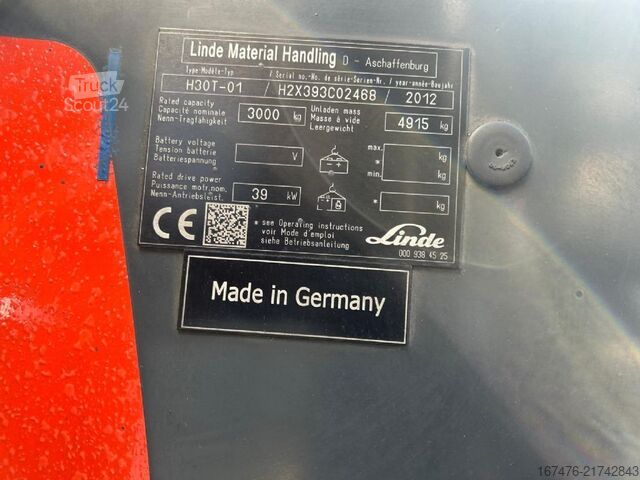 Linde Material Handling D - Aschaffenburg
Type-Modèle-Typ / Serial no.-No. de série-Serien-Nr. / year-année-Baujahr
H30T-01 / H2X393C02468 / 2012
Rated capacity
Capacité nominale
Nenn-Tragfähigkeit
3000 kg
Unladen mass
Masse à vide
Leergewicht
4915 kg
Battery voltage
Tension batterie
Batteriespannung
V
max.
* kg
min.
kg
Rated drive power
Puissance motr.nom.
Nenn-Antriebsleist.
39 kW
* kg
CE
* see Operating instructions
voir Mode d'emploi
siehe Betriebsanleitung
Linde
000 938 45 25
Made in Germany
Truck
Scout24
167476-21742843